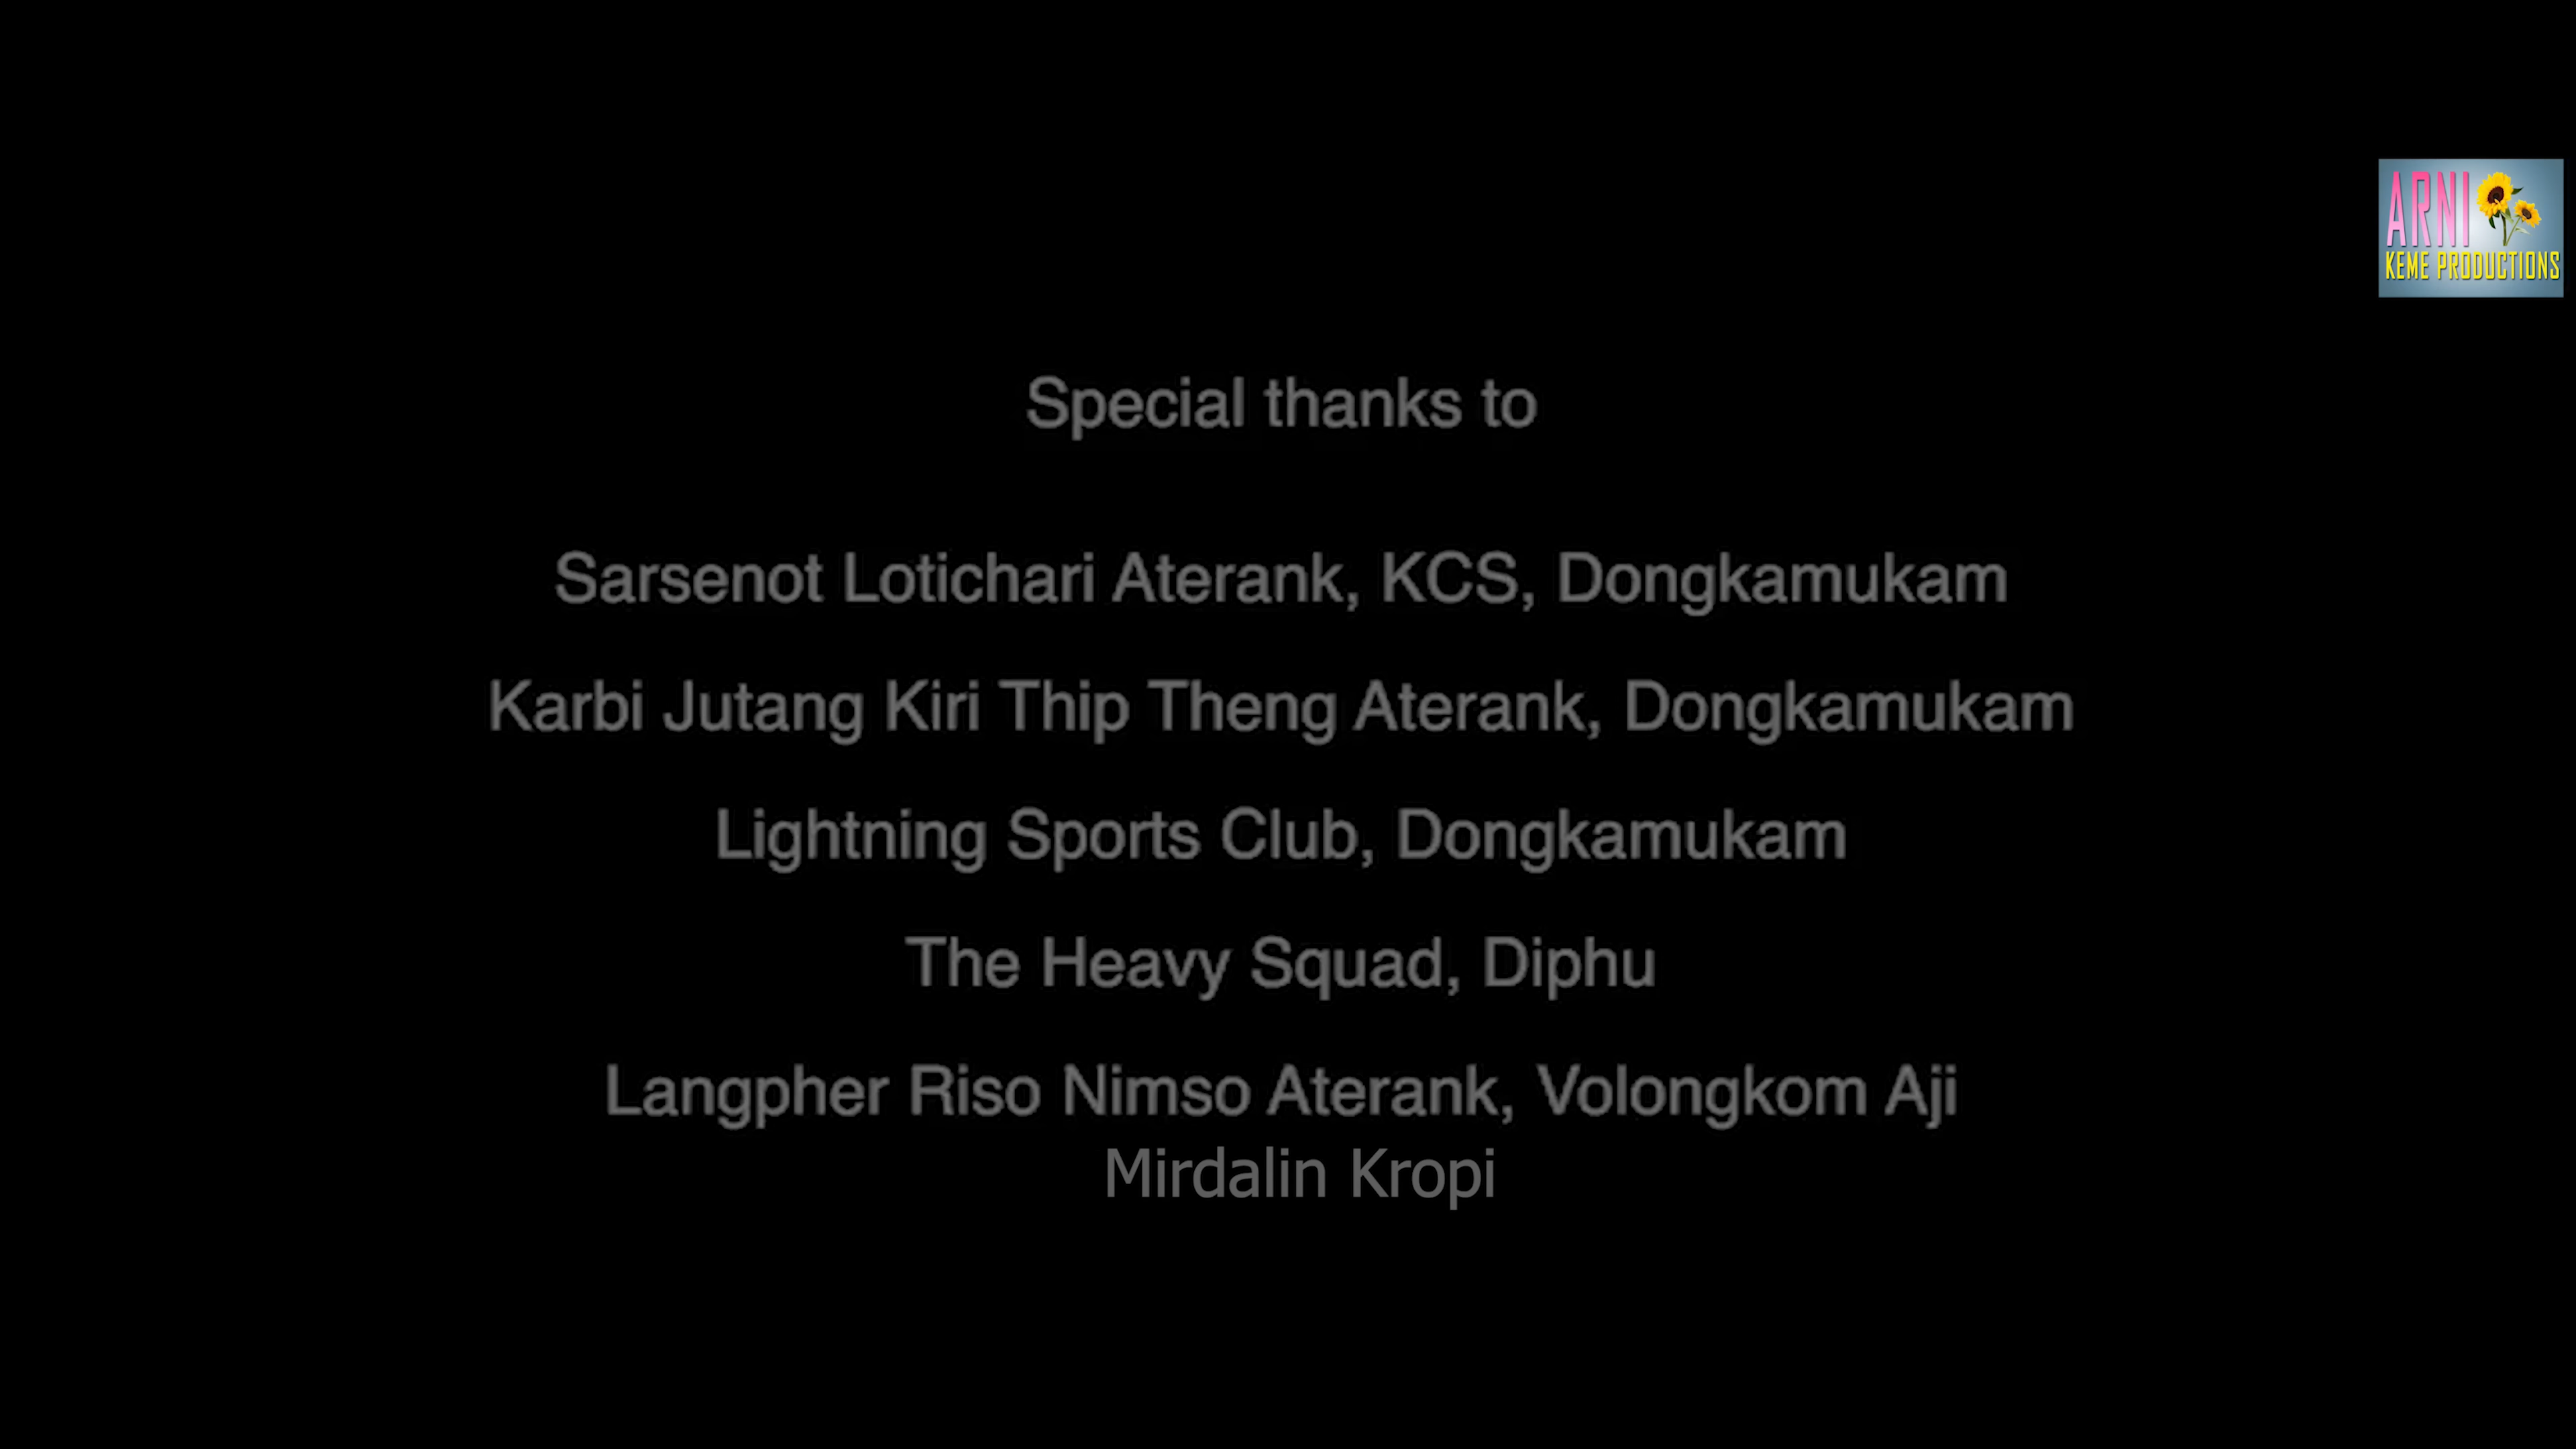 ARNI
KEME PRODUCTIONS
Special thanks to
Sarsenot Lotichari Aterank, KCS, Dongkamukam
Karbi Jutang Kiri Thip Theng Aterank, Dongkamukam
Lightning Sports Club, Dongkamukam
The Heavy Squad, Diphu
Langpher Riso Nimso Aterank, Volongkom Aji
Mirdalin Kropi